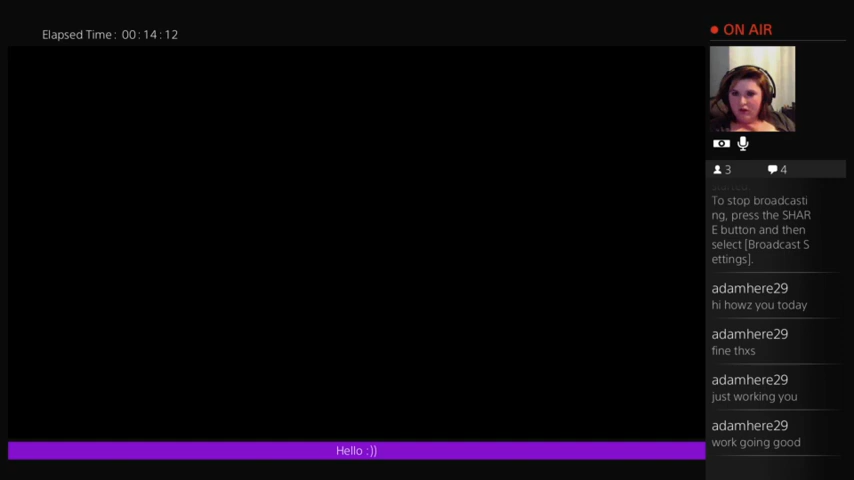 Elapsed Time: 00:14:12
ON AIR
3
4
To stop broadcasti
ng, press the SHAR
E button and then
select [Broadcast S
ettings].
adamhere29
hi howz you today
adamhere29
fine thxs
adamhere29
just working you
adamhere29
work going good
Hello :))